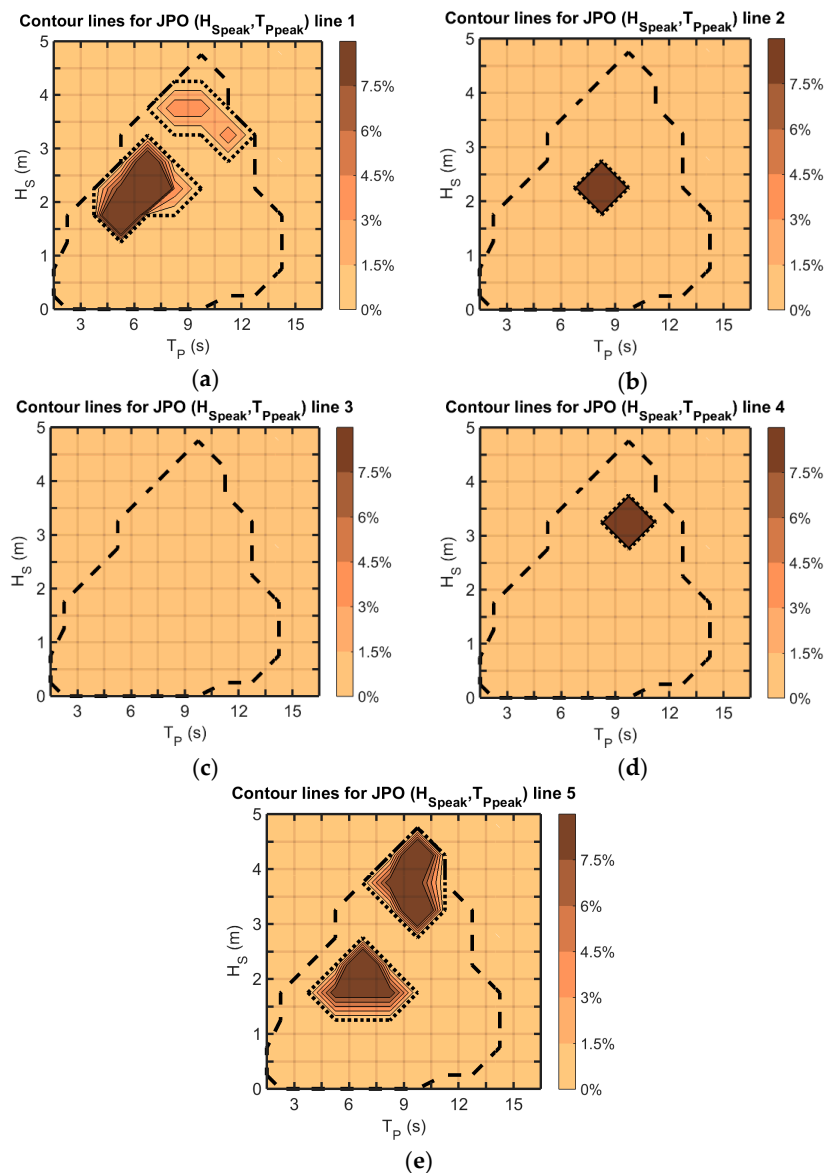 Contour lines for JPO (H_Speak,T_Ppeak) line 1
5
4
3
2
1
0
H_S (m)
3 6 9 12 15
T_P (s)
7.5%
6%
4.5%
3%
1.5%
0%
(a)
Contour lines for JPO (H_Speak,T_Ppeak) line 2
5
4
3
2
1
0
H_S (m)
3 6 9 12 15
T_P (s)
7.5%
6%
4.5%
3%
1.5%
0%
(b)
Contour lines for JPO (H_Speak,T_Ppeak) line 3
5
4
3
2
1
0
H_S (m)
3 6 9 12 15
T_P (s)
7.5%
6%
4.5%
3%
1.5%
0%
(c)
Contour lines for JPO (H_Speak,T_Ppeak) line 4
5
4
3
2
1
0
H_S (m)
3 6 9 12 15
T_P (s)
7.5%
6%
4.5%
3%
1.5%
0%
(d)
Contour lines for JPO (H_Speak,T_Ppeak) line 5
5
4
3
2
1
0
H_S (m)
3 6 9 12 15
T_P (s)
7.5%
6%
4.5%
3%
1.5%
0%
(e)